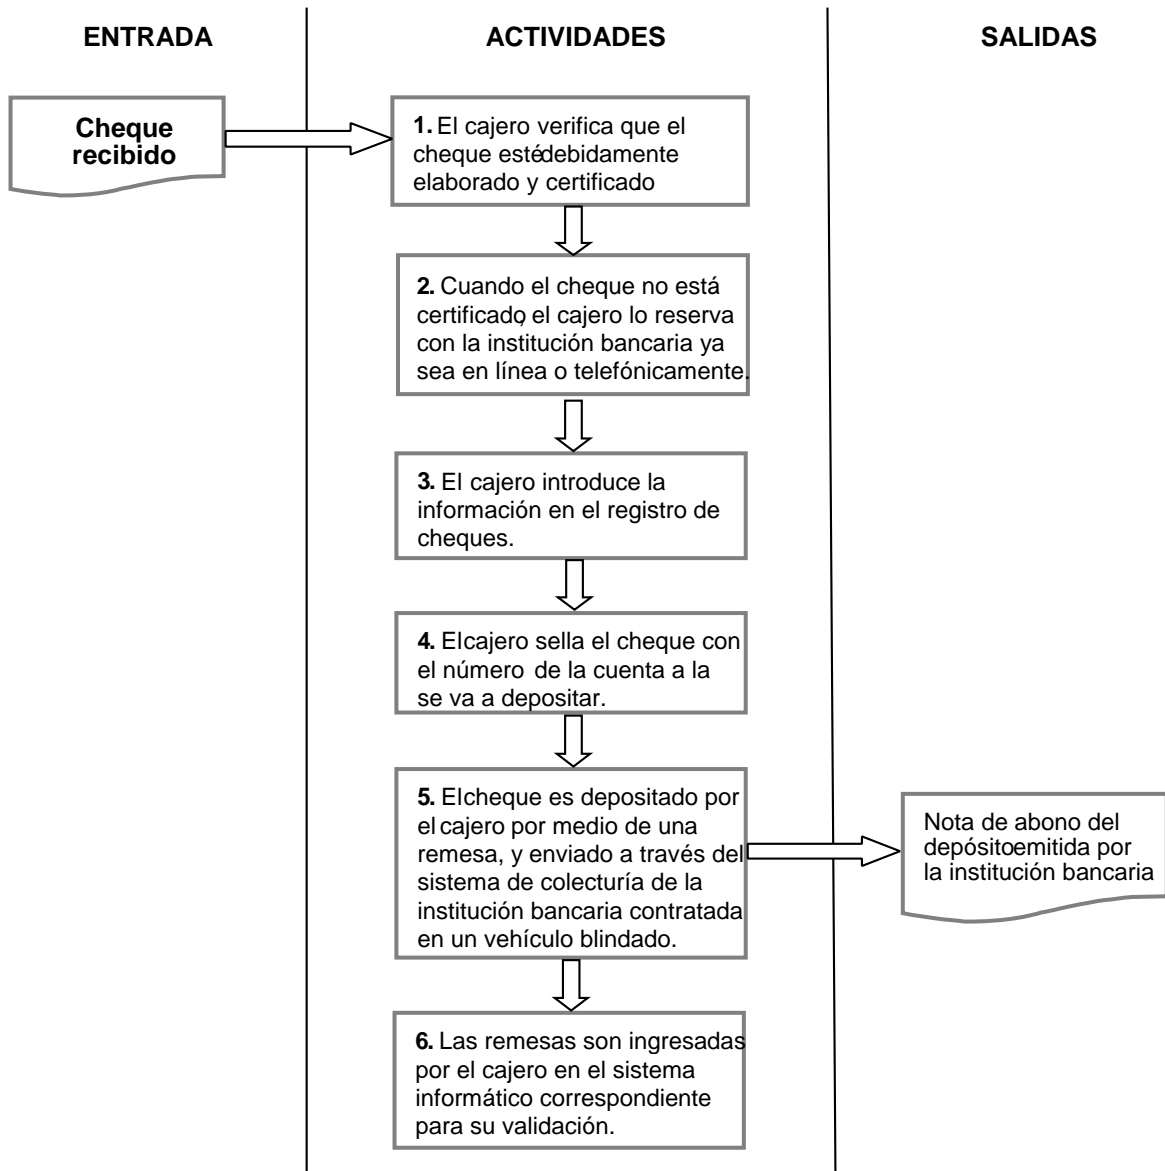 ENTRADA
ACTIVIDADES
SALIDAS
Cheque
recibido
1. El cajero verifica que el
cheque estédebidamente
elaborado y certificado
2. Cuando el cheque no está
certificado, el cajero lo reserva
con la institución bancaria ya
sea en línea o telefónicamente.
3. El cajero introduce la
información en el registro de
cheques.
4. Elcajero sella el cheque con
el número de la cuenta a la
se va a depositar.
5. Elcheque es depositado por
el cajero por medio de una
remesa, y enviado a través del
sistema de colecturía de la
institución bancaria contratada
en un vehículo blindado.
Nota de abono del
depósitoemitida por
la institución bancaria
6. Las remesas son ingresadas
por el cajero en el sistema
informático correspondiente
para su validación.